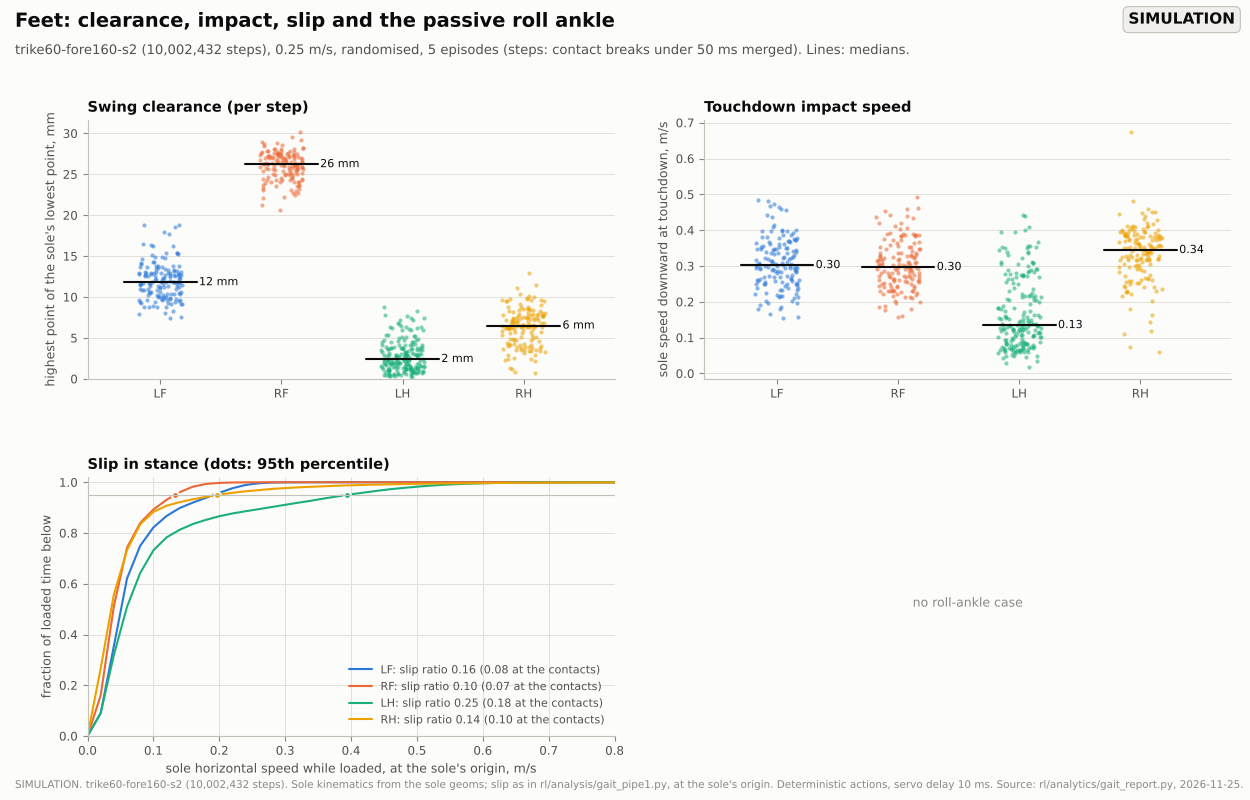 Feet: clearance, impact, slip and the passive roll ankle
SIMULATION
trike60-fore160-s2 (10,002,432 steps), 0.25 m/s, randomised, 5 episodes (steps: contact breaks under 50 ms merged). Lines: medians.
Swing clearance (per step)
highest point of the sole's lowest point, mm
30
25
20
15
10
5
0
12 mm
26 mm
2 mm
6 mm
LF
RF
LH
RH
Touchdown impact speed
sole speed downward at touchdown, m/s
0.7
0.6
0.5
0.4
0.3
0.2
0.1
0.0
0.30
0.30
0.13
0.34
LF
RF
LH
RH
Slip in stance (dots: 95th percentile)
fraction of loaded time below
1.0
0.8
0.6
0.4
0.2
0.0
LF: slip ratio 0.16 (0.08 at the contacts)
RF: slip ratio 0.10 (0.07 at the contacts)
LH: slip ratio 0.25 (0.18 at the contacts)
RH: slip ratio 0.14 (0.10 at the contacts)
0.0 0.1 0.2 0.3 0.4 0.5 0.6 0.7 0.8
sole horizontal speed while loaded, at the sole's origin, m/s
no roll-ankle case
SIMULATION. trike60-fore160-s2 (10,002,432 steps). Sole kinematics from the sole geoms; slip as in rl/analysis/gait_pipe1.py, at the sole's origin. Deterministic actions, servo delay 10 ms. Source: rl/analytics/gait_report.py, 2026-11-25.